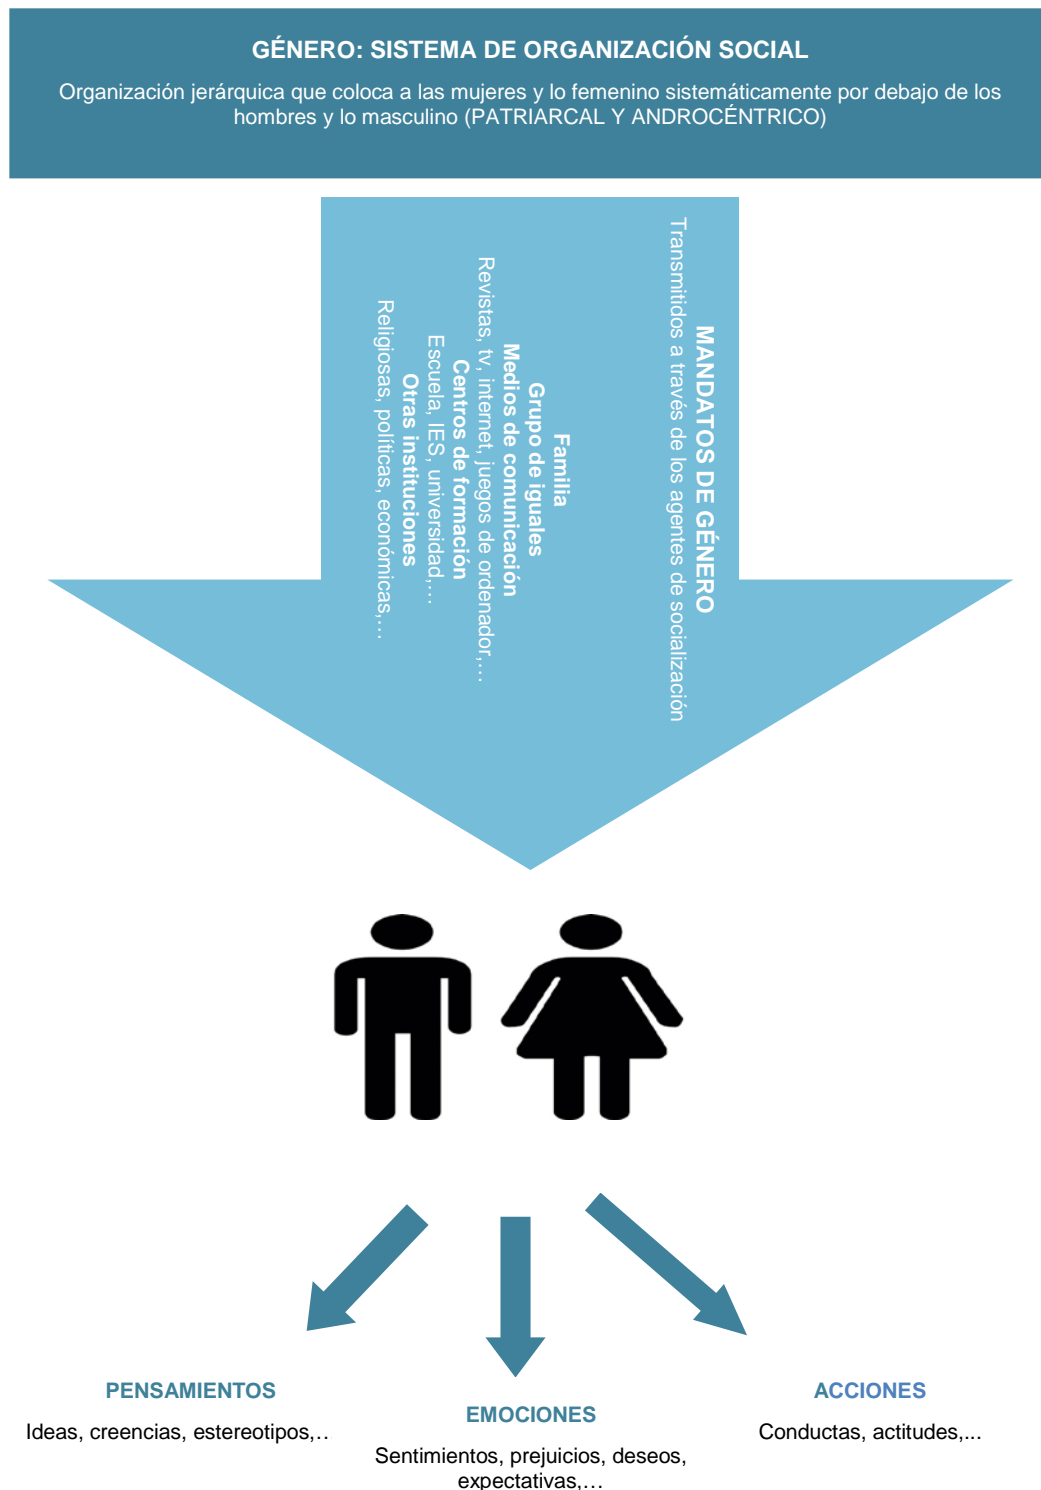 GÉNERO: SISTEMA DE ORGANIZACIÓN SOCIAL
Organización jerárquica que coloca a las mujeres y lo femenino sistemáticamente por debajo de los
hombres y lo masculino (PATRIARCAL Y ANDROCÉNTRICO)
MANDATOS DE GÉNERO
Transmitidos a través de los agentes de socialización
Familia
Grupo de iguales
Medios de comunicación
Revistas, tv, internet, juegos de ordenador,…
Centros de formación
Escuela, IES, universidad,…
Otras instituciones
Religiosas, políticas, económicas,…
PENSAMIENTOS
Ideas, creencias, estereotipos,..
EMOCIONES
Sentimientos, prejuicios, deseos,
expectativas,…
ACCIONES
Conductas, actitudes,...